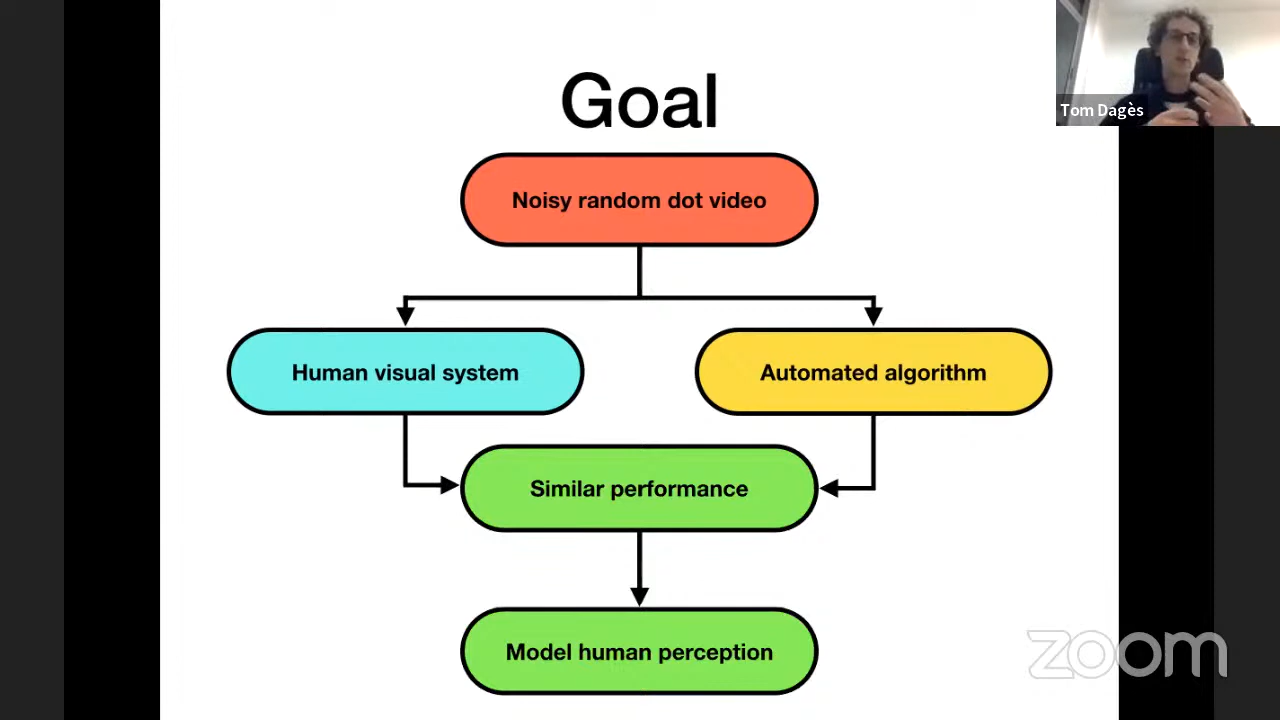 Goal
Tom Dagès
Noisy random dot video
Human visual system
Automated algorithm
Similar performance
Model human perception
zoom